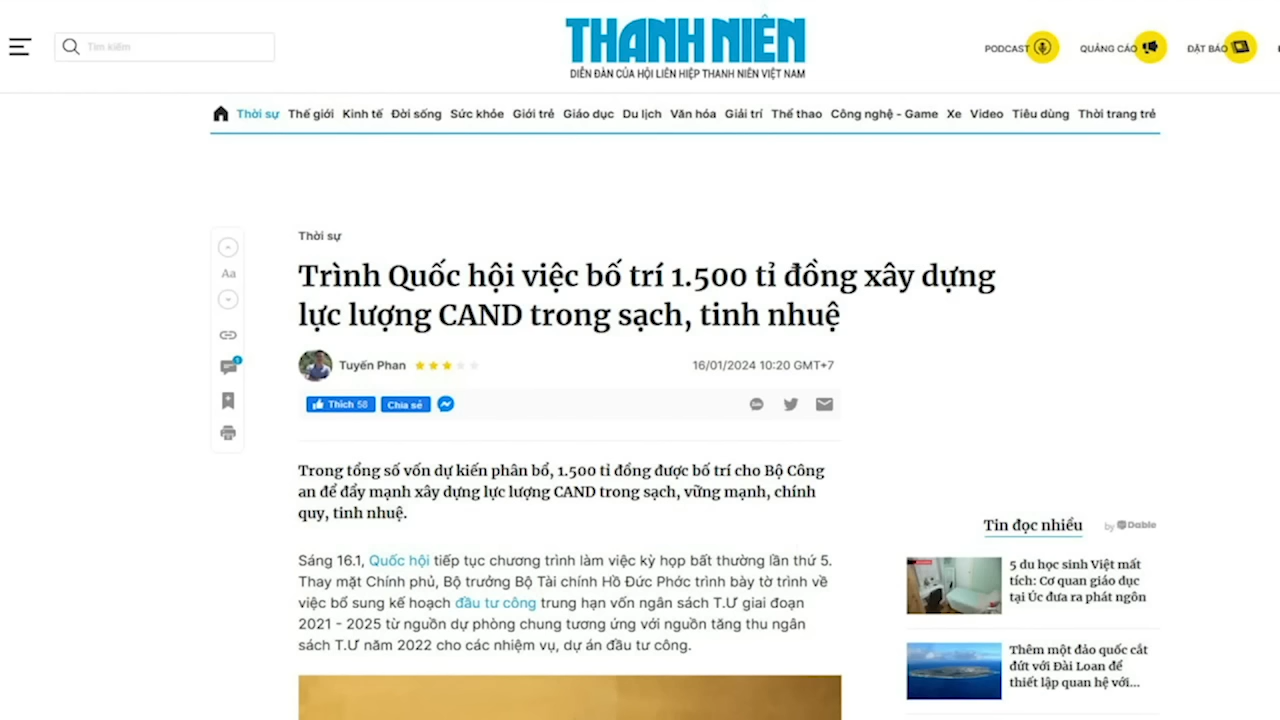 Tìm kiếm
THANH NIÊN
DIỄN ĐÀN CỦA HỘI LIÊN HIỆP THANH NIÊN VIỆT NAM
PODCAST QUẢNG CÁO ĐẶT BÁO
Thời sự Thế giới Kinh tế Đời sống Sức khỏe Giới trẻ Giáo dục Du lịch Văn hóa Giải trí Thể thao Công nghệ - Game Xe Video Tiêu dùng Thời trang trẻ
Aa
1
Thời sự
Trình Quốc hội việc bố trí 1.500 tỉ đồng xây dựng
lực lượng CAND trong sạch, tinh nhuệ
Tuyến Phan 16/01/2024 10:20 GMT+7
Thích 58 Chia sẻ
Trong tổng số vốn dự kiến phân bổ, 1.500 tỉ đồng được bố trí cho Bộ Công
an để đẩy mạnh xây dựng lực lượng CAND trong sạch, vững mạnh, chính
quy, tinh nhuệ.
Sáng 16.1, Quốc hội tiếp tục chương trình làm việc kỳ họp bất thường lần thứ 5.
Thay mặt Chính phủ, Bộ trưởng Bộ Tài chính Hồ Đức Phớc trình bày tờ trình về
việc bổ sung kế hoạch đầu tư công trung hạn vốn ngân sách T.Ư giai đoạn
2021 - 2025 từ nguồn dự phòng chung tương ứng với nguồn tăng thu ngân
sách T.Ư năm 2022 cho các nhiệm vụ, dự án đầu tư công.
Tin đọc nhiều by Dable
5 du học sinh Việt mất
tích: Cơ quan giáo dục
tại Úc đưa ra phát ngôn
Thêm một đảo quốc cắt
đứt với Đài Loan để
thiết lập quan hệ với...